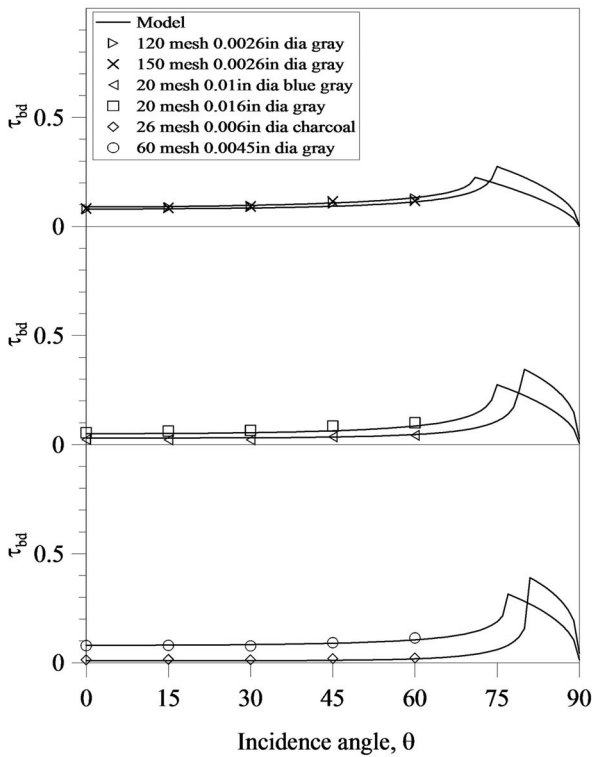 Model
120 mesh 0.0026in dia gray
150 mesh 0.0026in dia gray
20 mesh 0.01in dia blue gray
20 mesh 0.016in dia gray
26 mesh 0.006in dia charcoal
60 mesh 0.0045in dia gray
τbd
0.5
0
τbd
0.5
0
τbd
0.5
0
0 15 30 45 60 75 90
Incidence angle, θ